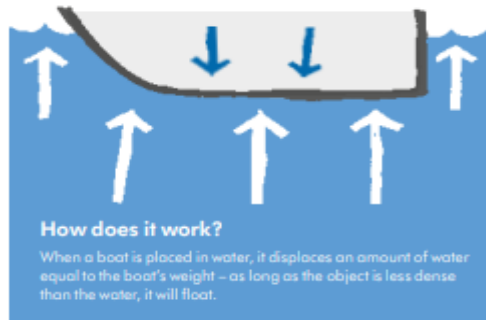 How does it work?
When a boat is placed in water, it displaces an amount of water
equal to the boat's weight – as long as the object is less dense
than the water, it will float.